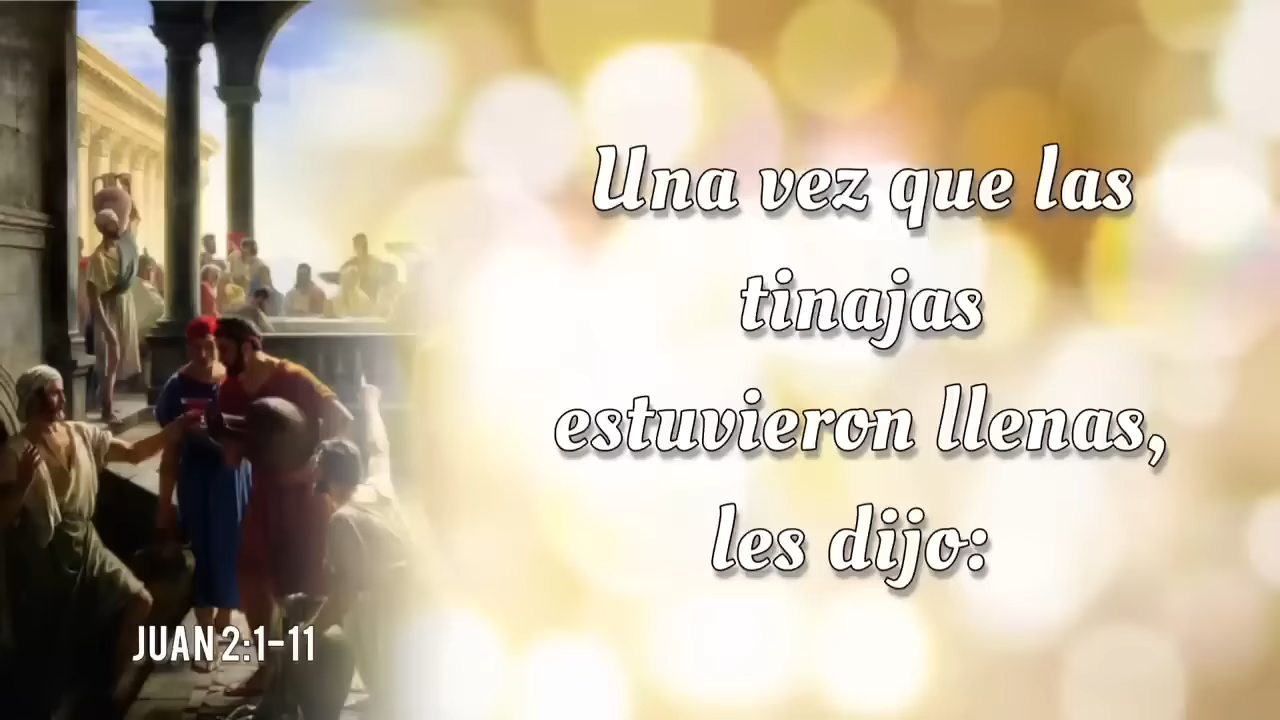 Una vez que las
tinajas
estuvieron llenas,
les dijo:
JUAN 2:1-11